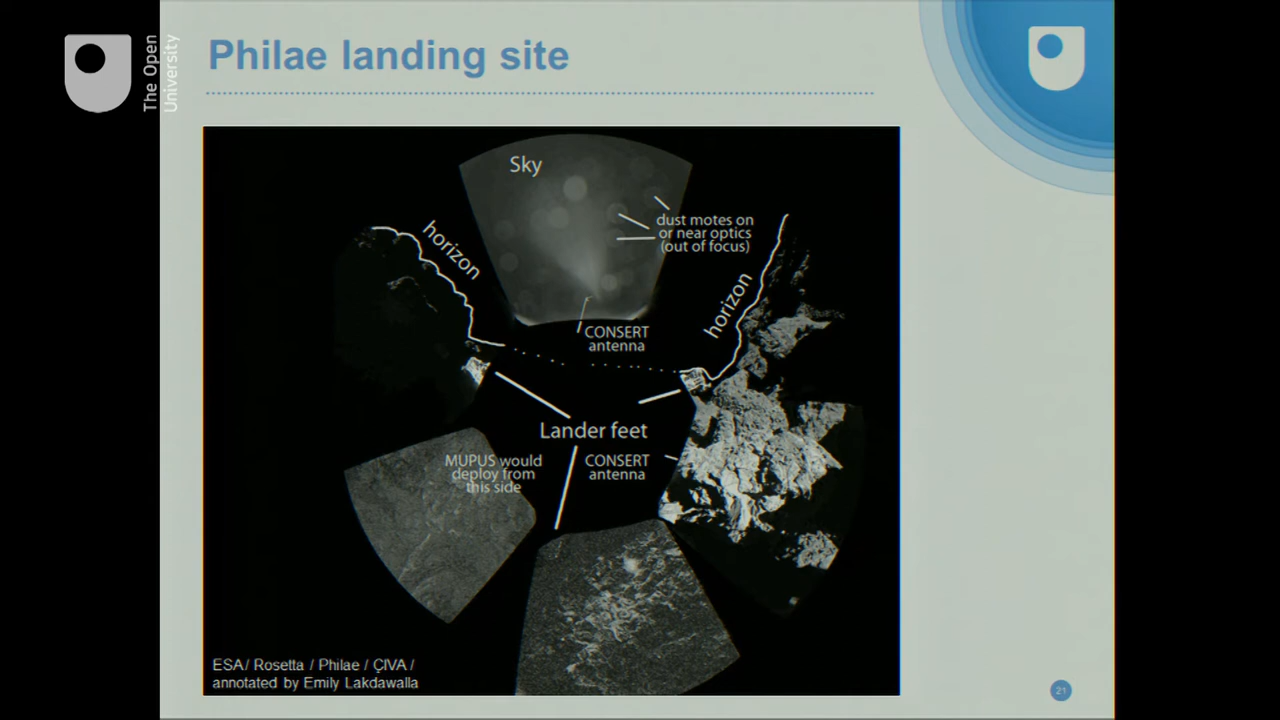 The Open
University
Philae landing site
Sky
dust motes on
or near optics
(out of focus)
horizon
horizon
CONSERT
antenna
Lander feet
MUPUS would
deploy from
this side
CONSERT
antenna
ESA/ Rosetta / Philae / ÇIVA /
annotated by Emily Lakdawalla
21